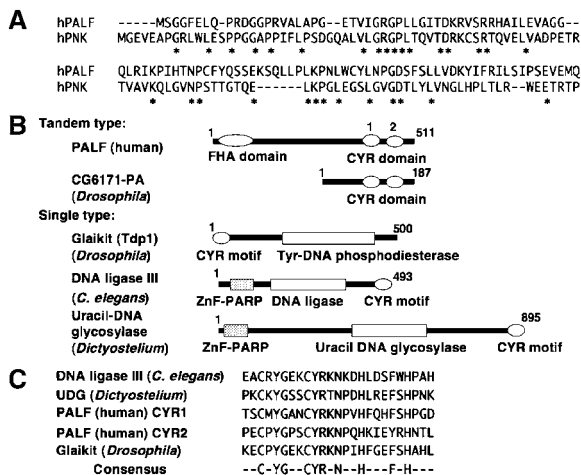 A
hPALF -----MSGGFELQ-PRDGGPRVALAPG--ETVIGRGPLLGITDKRVSRRHAILEVAGG--
hPNK MGEVEAPGRLWLESPPGGAPPIFLPSDGQALVLGRGPLTQVTDRKCSRTQVELVADPETR
* * * * * * ***** ** ** * *
hPALF QLRIKPIHTNPCFYQSSEKSQLLPLKPNLWCYLNPGDSFSLLVDKYIFRILSIPSEVEMQ
hPNK TVAVKQLGVNPSTTGTQE------LKPGLEGSLGVGDTLYLVNGLHPLTLR--WEETRTP
* ** * *** * ** * *
B
Tandem type:
1 1 2 511
PALF (human)
FHA domain CYR domain
1 187
CG6171-PA
(Drosophila) CYR domain
Single type:
1 500
Glaikit (Tdp1)
(Drosophila) CYR motif Tyr-DNA phosphodiesterase
1 493
DNA ligase III
(C. elegans) ZnF-PARP DNA ligase CYR motif
Uracil-DNA 1 895
glycosylase
(Dictyostelium) ZnF-PARP Uracil DNA glycosylase CYR motif
C
DNA ligase III (C. elegans) EACRYGEKCYRKNKDHLDSFWHPAH
UDG (Dictyostelium) PKCKYGSSCYRTNPDHLREFSHPNK
PALF (human) CYR1 TSCMYGANCYRKNPVHFQHFSHPGD
PALF (human) CYR2 PECPYGPSCYRKNPQHKIEYRHNTL
Glaikit (Drosophila) KECPYGEKCYRKNPIHFGEFSHAHL
Consensus --C-YG--CYR-N--H---F-H---